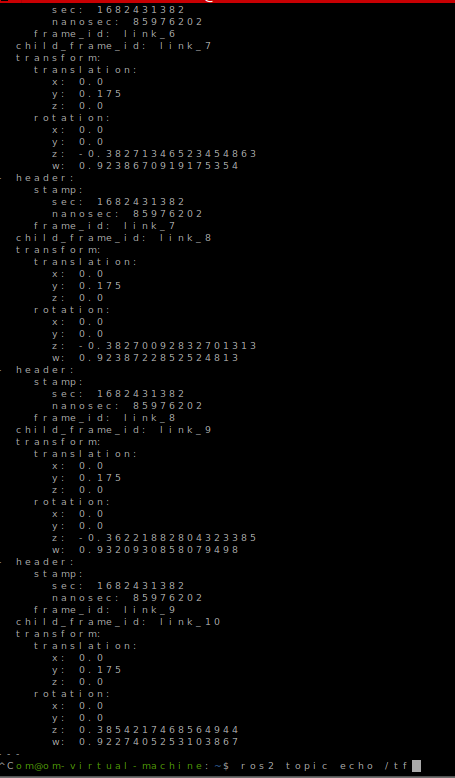 sec: 1682431382
nanosec: 85976202
frame_id: link_6
child_frame_id: link_7
transform:
translation:
x: 0.0
y: 0.175
z: 0.0
rotation:
x: 0.0
y: 0.0
z: -0.38271346523454863
w: 0.9238670919175354
- header:
stamp:
sec: 1682431382
nanosec: 85976202
frame_id: link_7
child_frame_id: link_8
transform:
translation:
x: 0.0
y: 0.175
z: 0.0
rotation:
x: 0.0
y: 0.0
z: -0.38270092832701313
w: 0.9238722852524813
- header:
stamp:
sec: 1682431382
nanosec: 85976202
frame_id: link_8
child_frame_id: link_9
transform:
translation:
x: 0.0
y: 0.175
z: 0.0
rotation:
x: 0.0
y: 0.0
z: -0.36221882804323385
w: 0.9320930858079498
- header:
stamp:
sec: 1682431382
nanosec: 85976202
frame_id: link_9
child_frame_id: link_10
transform:
translation:
x: 0.0
y: 0.175
z: 0.0
rotation:
x: 0.0
y: 0.0
z: 0.3854217468564944
w: 0.9227405253103867
---
^Com@om-virtual-machine:~$ ros2 topic echo /tf